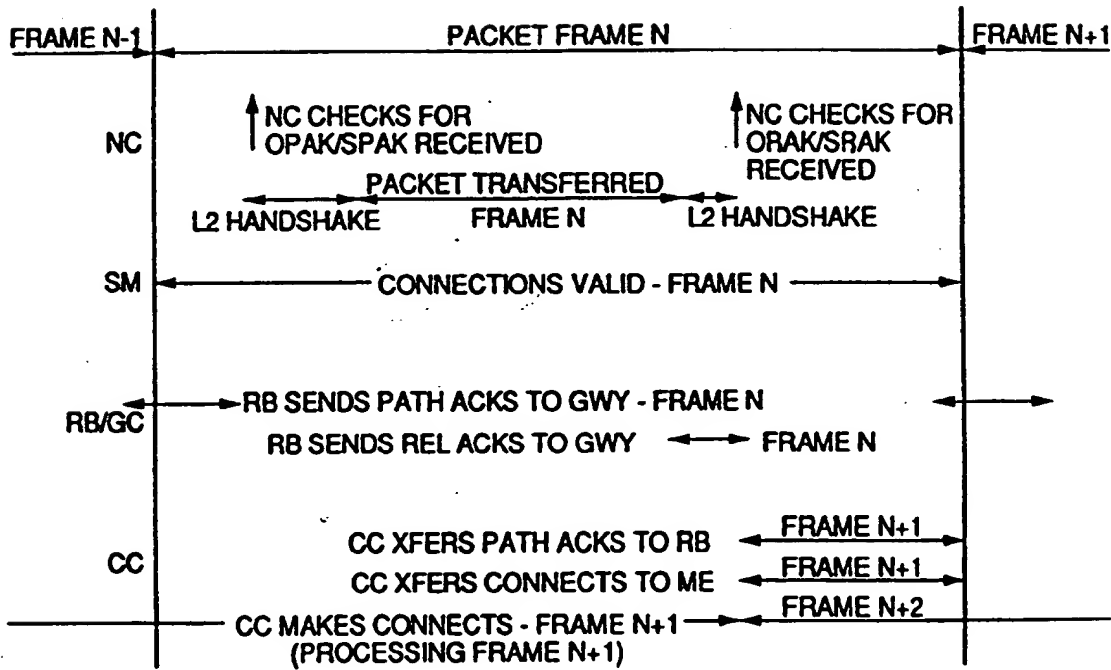 FRAME N-1
PACKET FRAME N
FRAME N+1
NC
NC CHECKS FOR
OPAK/SPAK RECEIVED
NC CHECKS FOR
ORAK/SRAK
RECEIVED
PACKET TRANSFERRED
L2 HANDSHAKE
FRAME N
L2 HANDSHAKE
SM
CONNECTIONS VALID - FRAME N
RB/GC
RB SENDS PATH ACKS TO GWY - FRAME N
RB SENDS REL ACKS TO GWY
FRAME N
CC
CC XFERS PATH ACKS TO RB
FRAME N+1
CC XFERS CONNECTS TO ME
FRAME N+1
CC MAKES CONNECTS - FRAME N+1
(PROCESSING FRAME N+1)
FRAME N+2